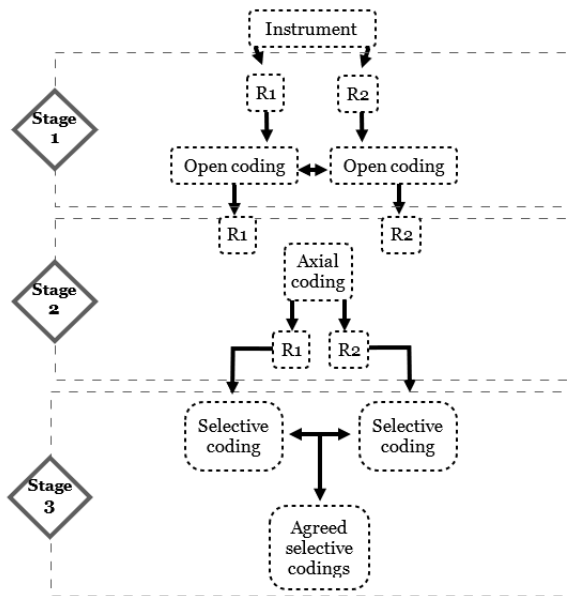 Instrument
R1
R2
Stage
1
Open coding
Open coding
R1
R2
Stage
2
Axial
coding
R1
R2
Selective
coding
Selective
coding
Stage
3
Agreed
selective
codings